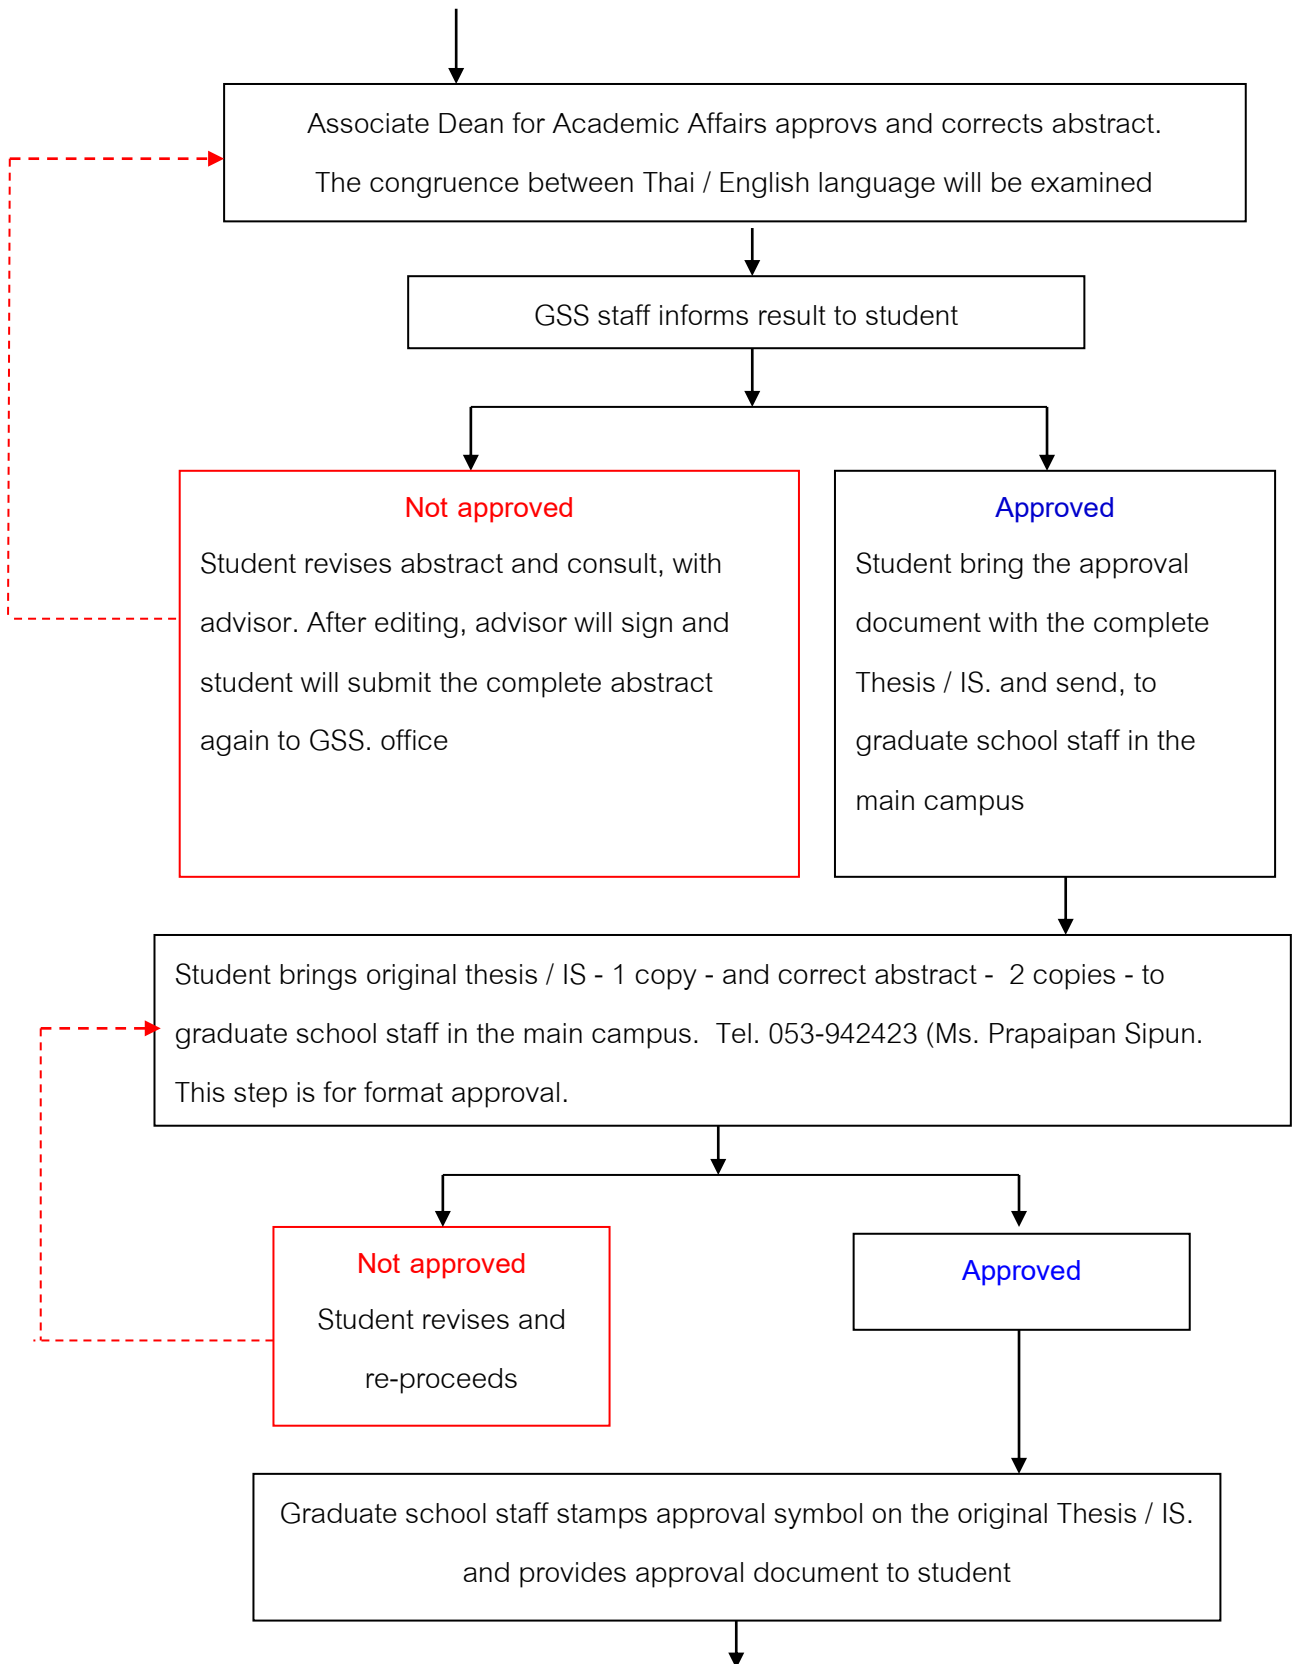 Associate Dean for Academic Affairs approvs and corrects abstract.
The congruence between Thai / English language will be examined
GSS staff informs result to student
Not approved
Student revises abstract and consult, with
advisor. After editing, advisor will sign and
student will submit the complete abstract
again to GSS. office
Approved
Student bring the approval
document with the complete
Thesis / IS. and send, to
graduate school staff in the
main campus
Student brings original thesis / IS - 1 copy - and correct abstract -  2 copies - to
graduate school staff in the main campus.  Tel. 053-942423 (Ms. Prapaipan Sipun.
This step is for format approval.
Not approved
Student revises and
re-proceeds
Approved
Graduate school staff stamps approval symbol on the original Thesis / IS.
and provides approval document to student